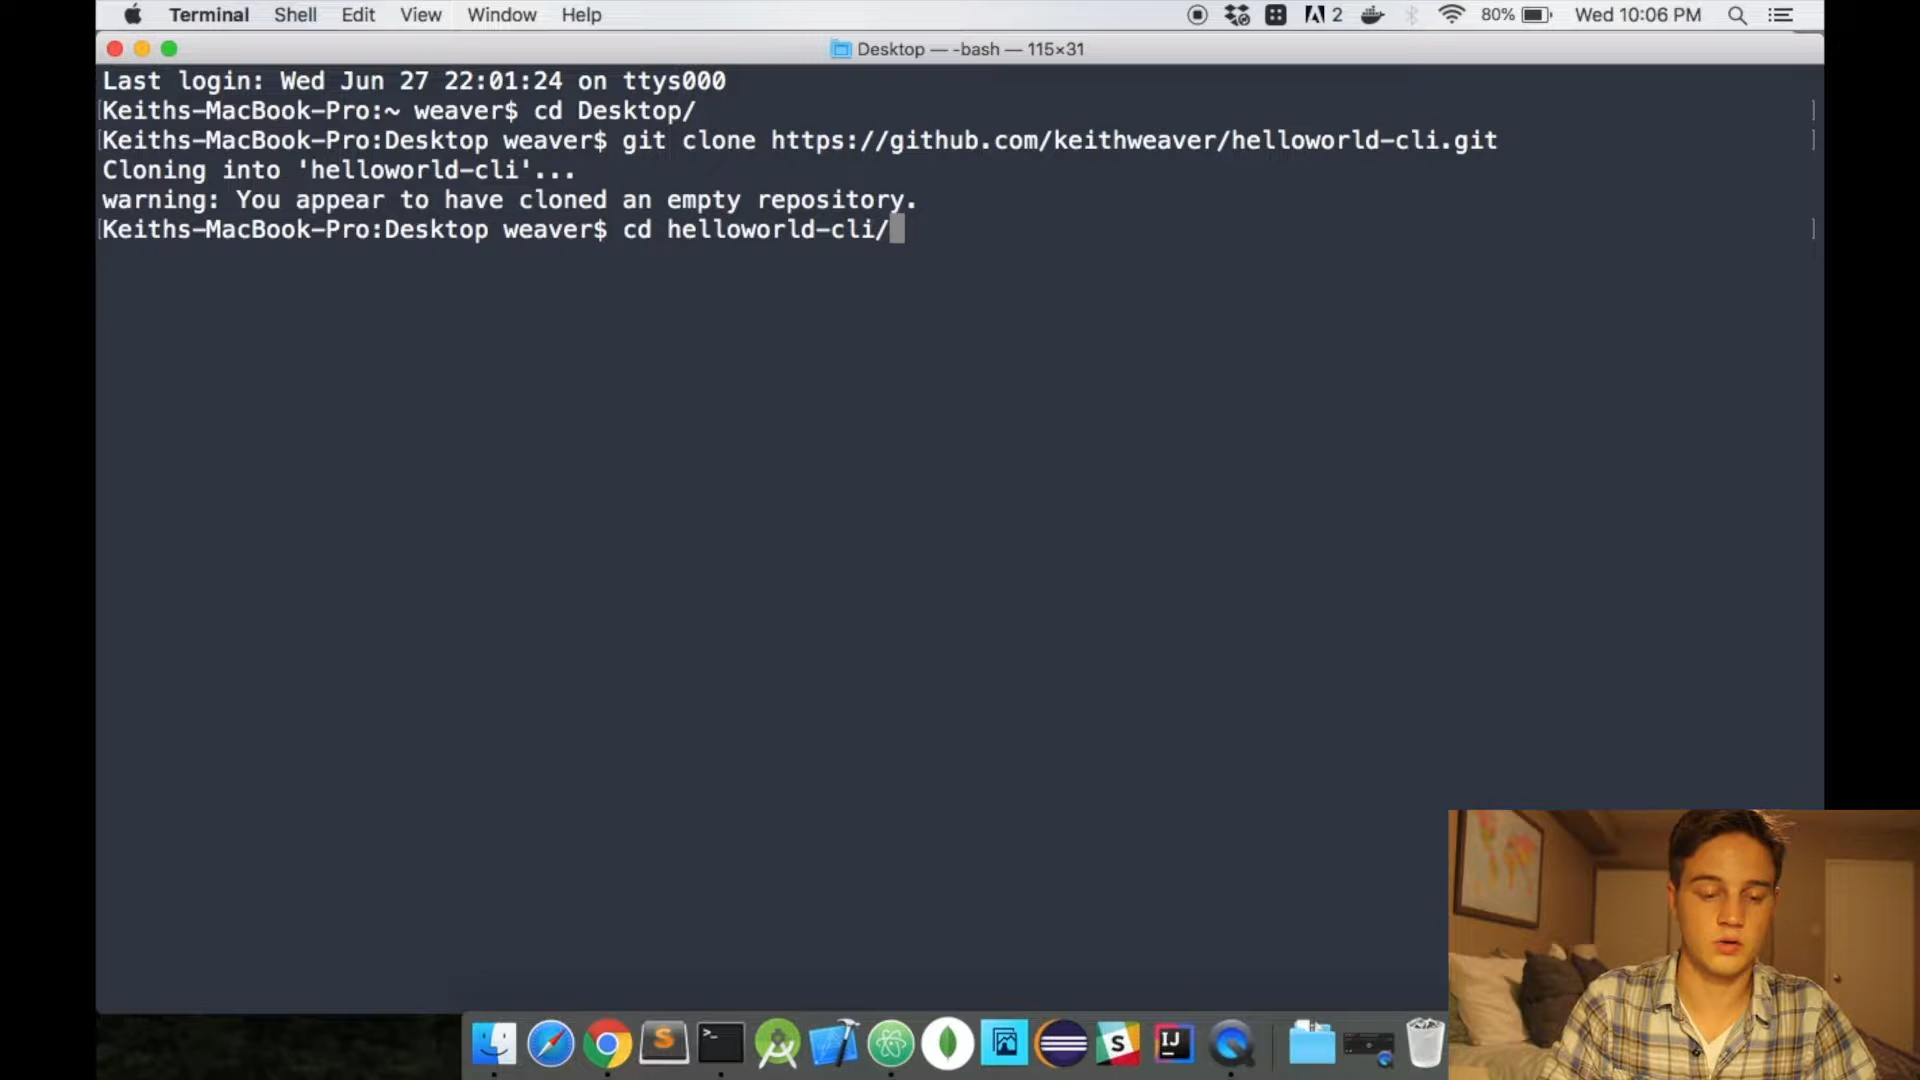 Terminal Shell Edit View Window Help 2 80% Wed 10:06 PM
Desktop — -bash — 115×31
Last login: Wed Jun 27 22:01:24 on ttys000
[Keiths-MacBook-Pro:~ weaver$ cd Desktop/ ]
[Keiths-MacBook-Pro:Desktop weaver$ git clone https://github.com/keithweaver/helloworld-cli.git ]
Cloning into 'helloworld-cli'...
warning: You appear to have cloned an empty repository.
[Keiths-MacBook-Pro:Desktop weaver$ cd helloworld-cli/ ]
S >_ S IJ